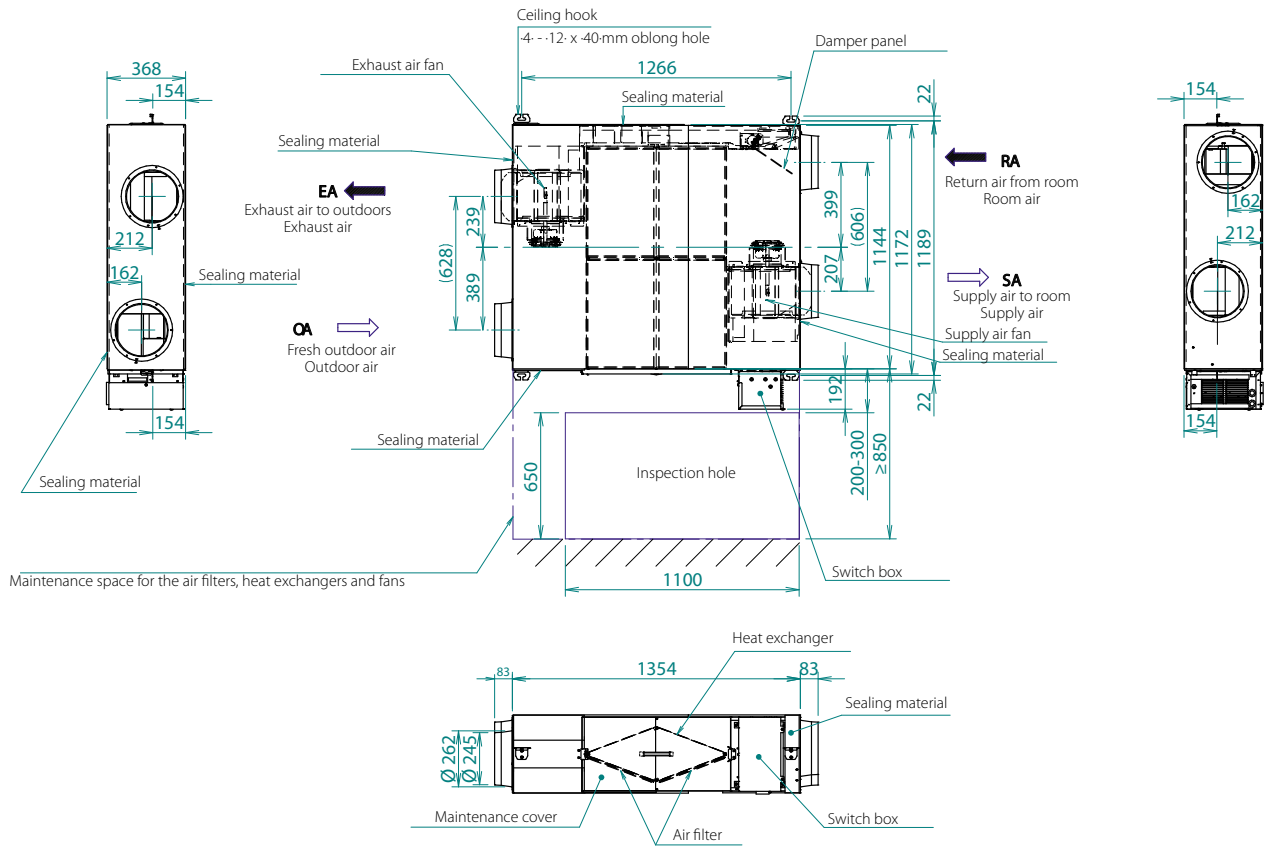 Ceiling hook
·4· - ·12· x ·40·mm oblong hole
Damper panel
Exhaust air fan
368
154
1266
22
154
Sealing material
Sealing material
EA
Exhaust air to outdoors
Exhaust air
RA
Return air from room
Room air
239
(628)
389
399
(606)
207
1144
1172
1189
212
162
Sealing material
162
212
SA
Supply air to room
Supply air
Supply air fan
Sealing material
OA
Fresh outdoor air
Outdoor air
192
22
154
154
Sealing material
Sealing material
650
Inspection hole
200-300
≥850
Maintenance space for the air filters, heat exchangers and fans
1100
Switch box
Heat exchanger
83
1354
83
Sealing material
Ø 262
Ø 245
Maintenance cover
Air filter
Switch box